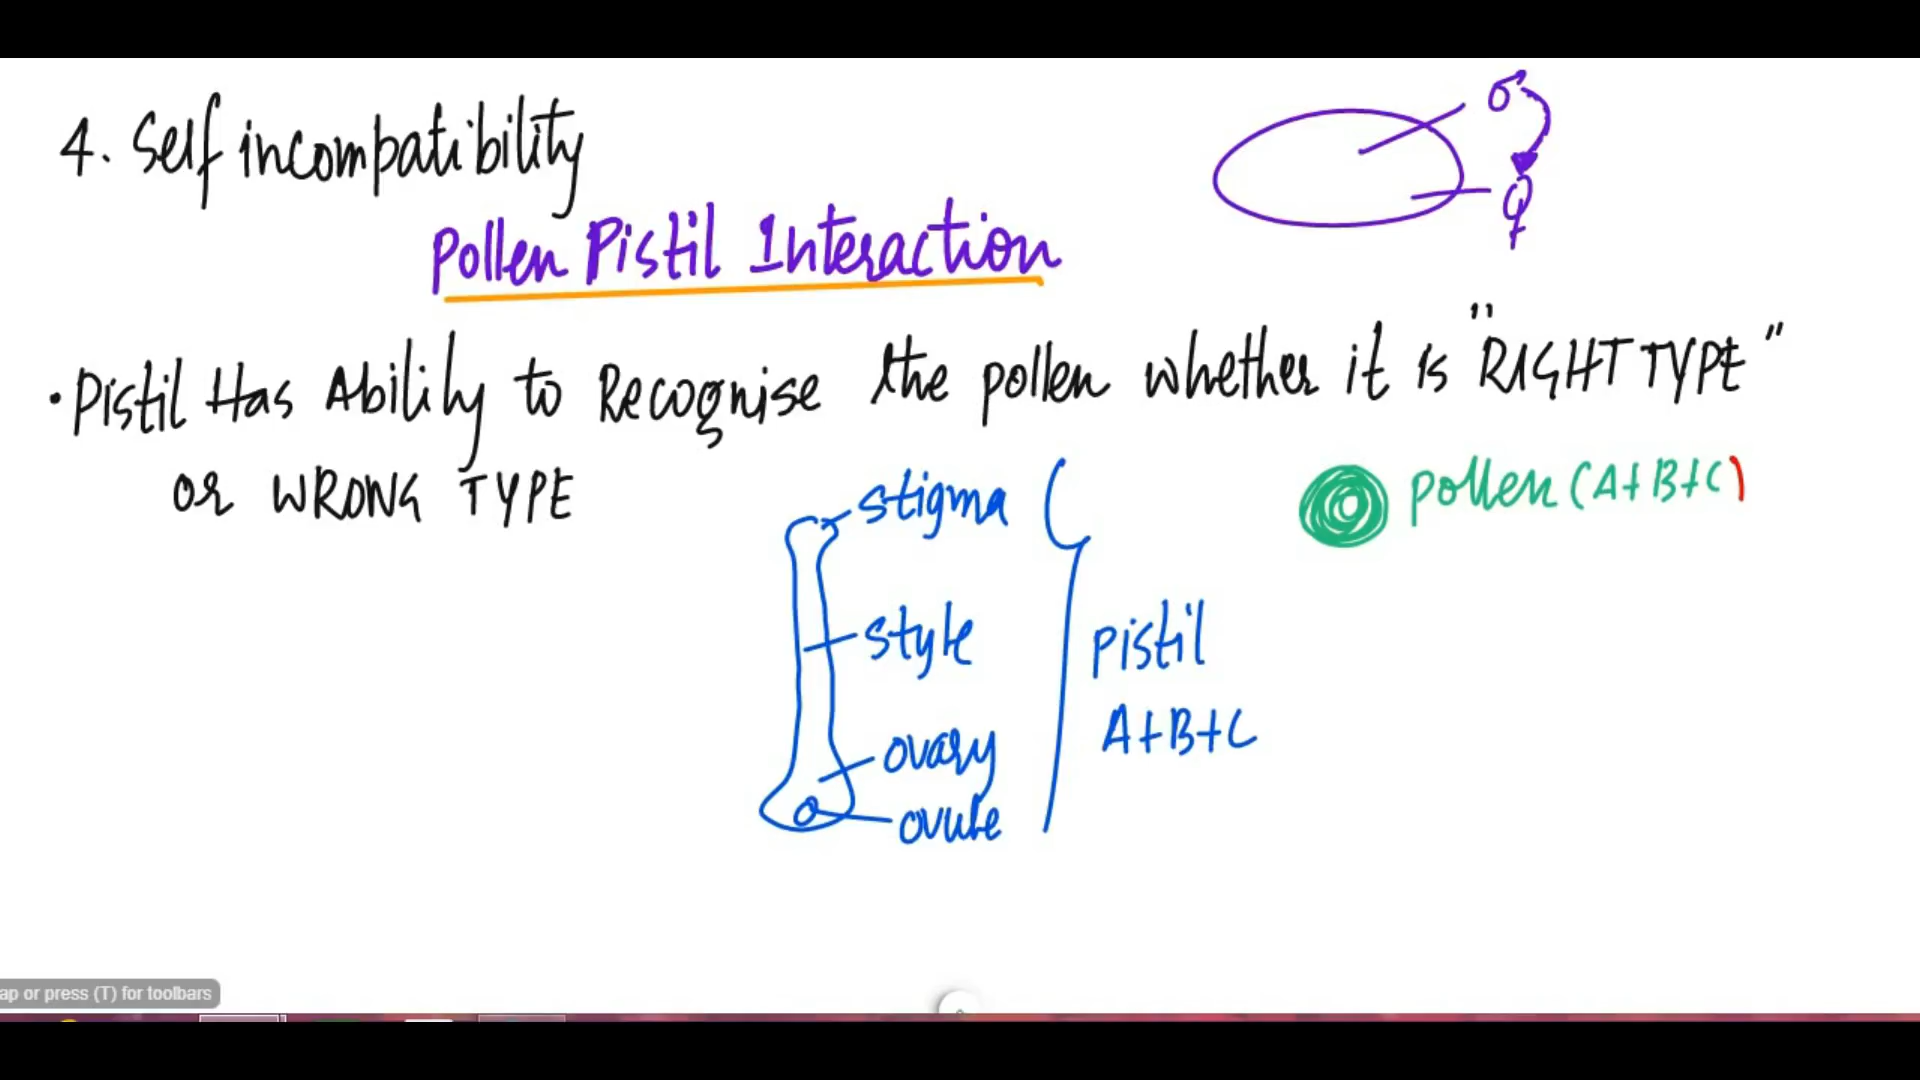 4. Self incompatibility
♂
♀
Pollen Pistil Interaction
• Pistil Has Ability to Recognise the pollen whether it is "RIGHT TYPE"
or WRONG TYPE
stigma
pollen (A+B+C)
style
pistil
A+B+C
ovary
ovule
ap or press (T) for toolbars